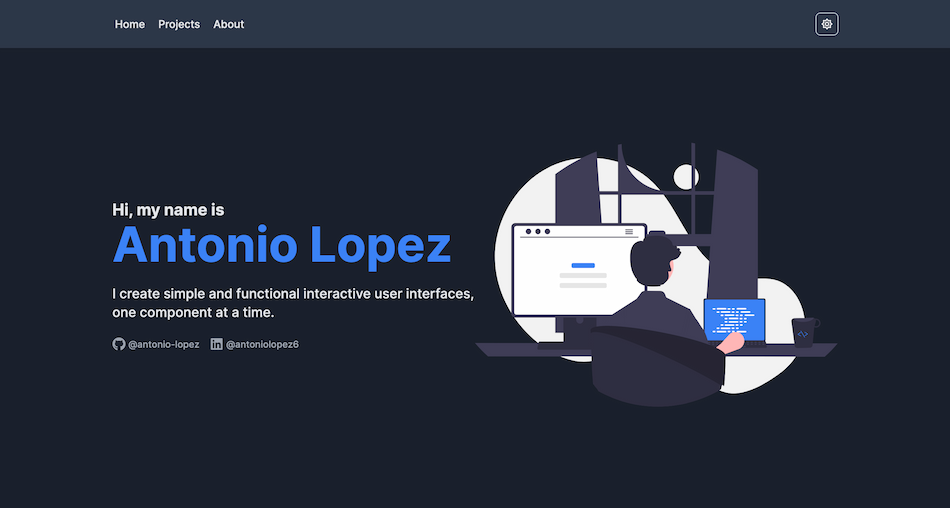 Home Projects About
Hi, my name is
Antonio Lopez
I create simple and functional interactive user interfaces,
one component at a time.
@antonio-lopez @antoniolopez6